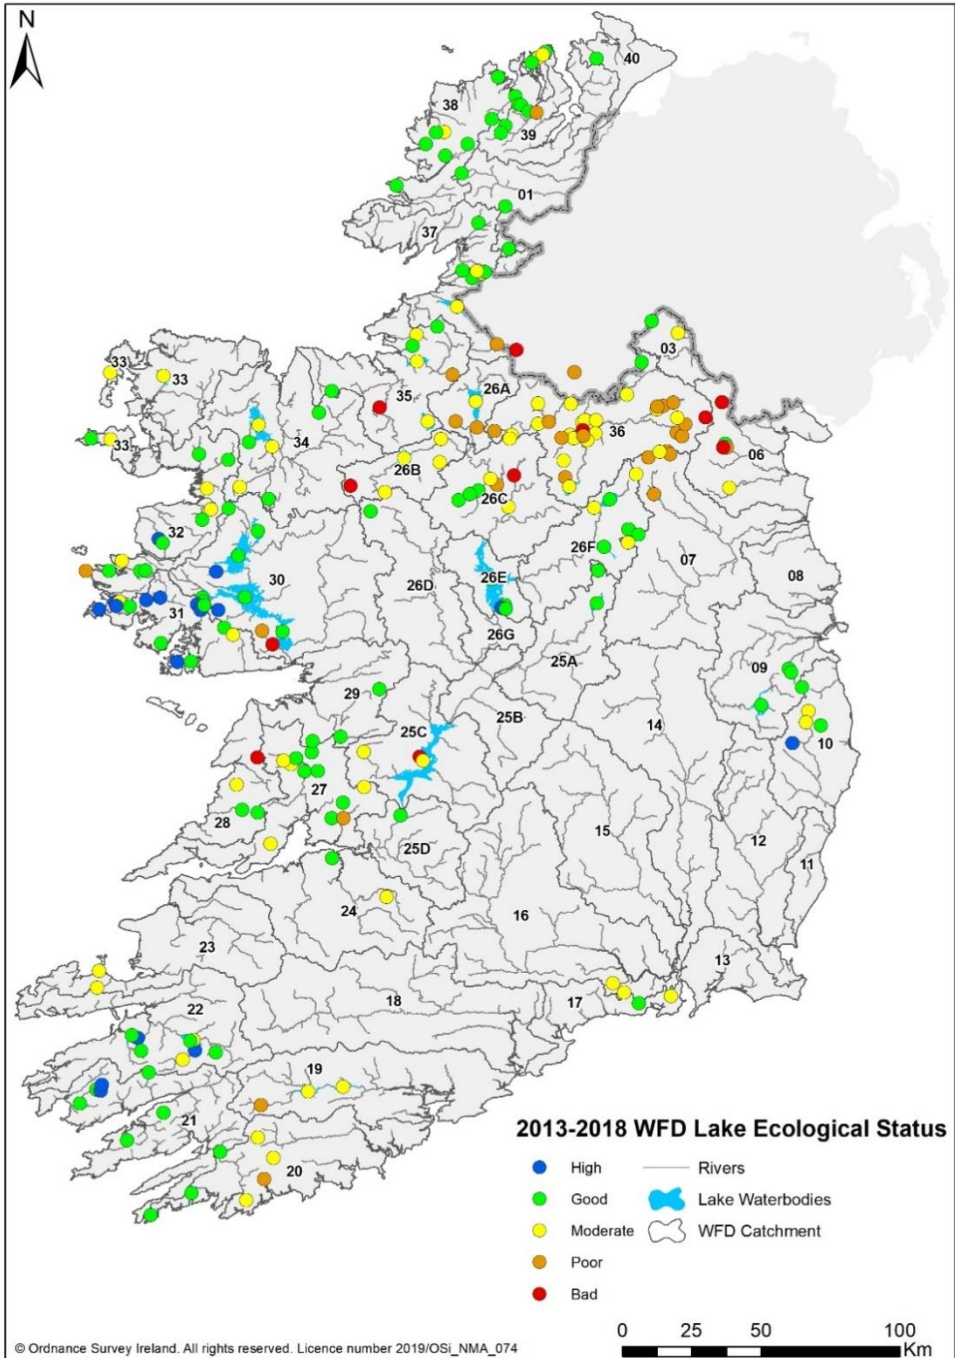 N
40
38
39
01
37
03
33
33
35
26A
36
33
34
06
26B
26C
32
26F
07
30
26D
26E
08
31
26G
25A
09
29
25B
14
25C
10
27
28
15
12
25D
11
24
16
23
13
18
17
22
19
21
20
2013-2018 WFD Lake Ecological Status
High Rivers
Good Lake Waterbodies
Moderate WFD Catchment
Poor
Bad
0 25 50 100
Km
© Ordnance Survey Ireland. All rights reserved. Licence number 2019/OSi_NMA_074